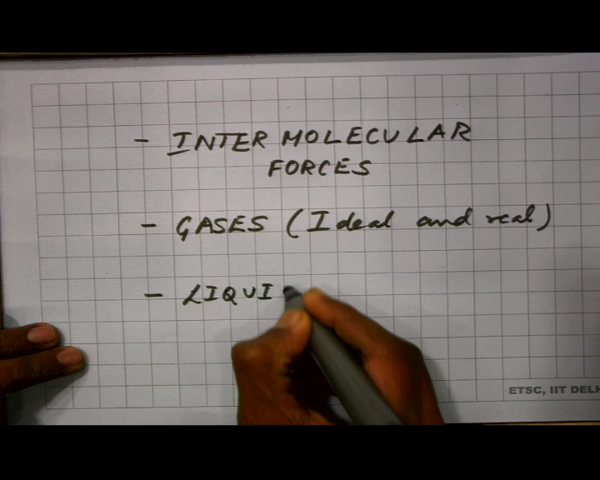 - INTER MOLECULAR
FORCES
- GASES (Ideal and real)
- LIQUI
ETSC, IIT DELH